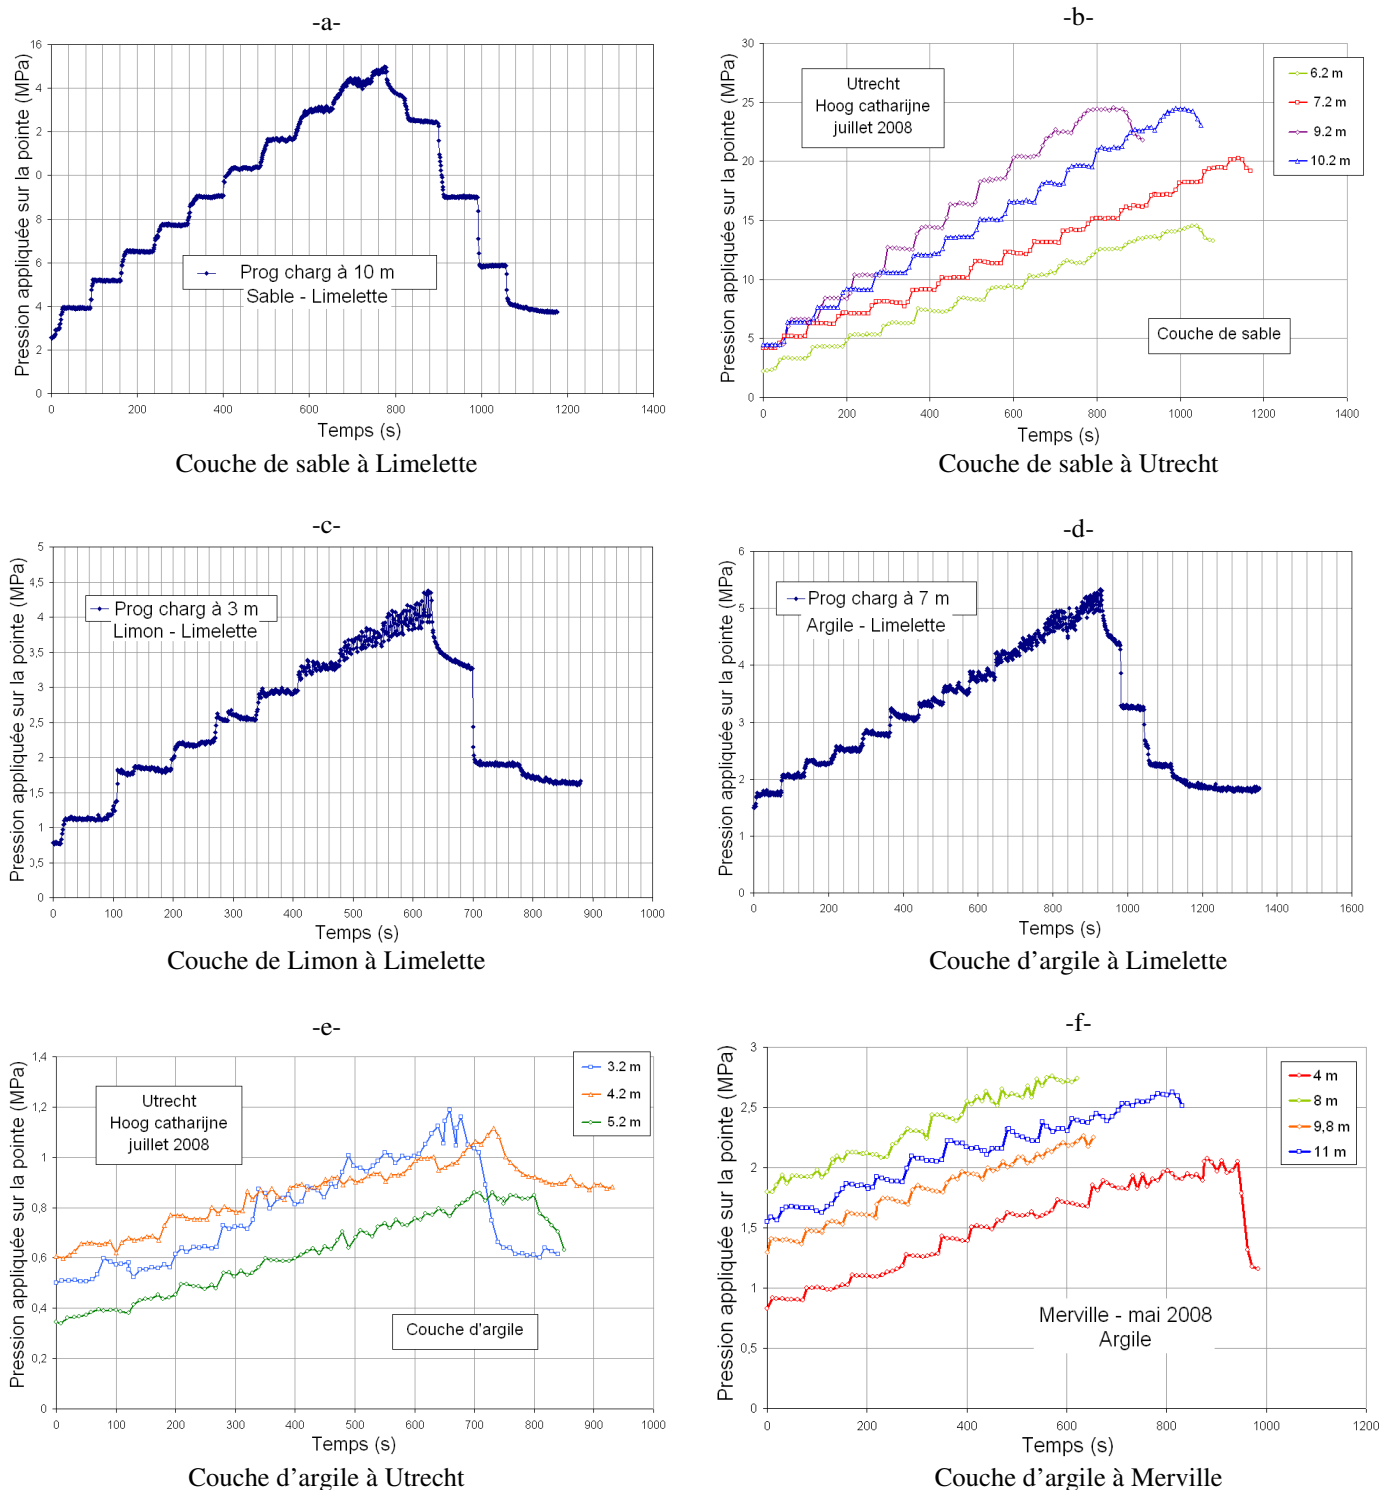 -a-
Pression appliquée sur la pointe (MPa)
16
4
2
0
8
6
4
2
0
Prog charg à 10 m
Sable - Limelette
0 200 400 600 800 1000 1200 1400
Temps (s)
Couche de sable à Limelette
-b-
Pression appliquée sur la pointe (MPa)
30
25
20
15
10
5
0
Utrecht
Hoog catharijne
juillet 2008
6.2 m
7.2 m
9.2 m
10.2 m
Couche de sable
0 200 400 600 800 1000 1200 1400
Temps (s)
Couche de sable à Utrecht
-c-
Pression appliquée sur la pointe (MPa)
5
4,5
4
3,5
3
2,5
2
1,5
1
0,5
0
Prog charg à 3 m
Limon - Limelette
0 100 200 300 400 500 600 700 800 900 1000
Temps (s)
Couche de Limon à Limelette
-d-
Pression appliquée sur la pointe (MPa)
6
5
4
3
2
1
0
Prog charg à 7 m
Argile - Limelette
0 200 400 600 800 1000 1200 1400 1600
Temps (s)
Couche d'argile à Limelette
-e-
Pression appliquée sur la pointe (MPa)
1,4
1,2
1
0,8
0,6
0,4
0,2
0
Utrecht
Hoog catharijne
juillet 2008
3.2 m
4.2 m
5.2 m
Couche d'argile
0 100 200 300 400 500 600 700 800 900 1000
Temps (s)
Couche d'argile à Utrecht
-f-
Pression appliquée sur la pointe (MPa)
3
2,5
2
1,5
1
0,5
0
4 m
8 m
9,8 m
11 m
Merville - mai 2008
Argile
0 200 400 600 800 1000 1200
Temps (s)
Couche d'argile à Merville